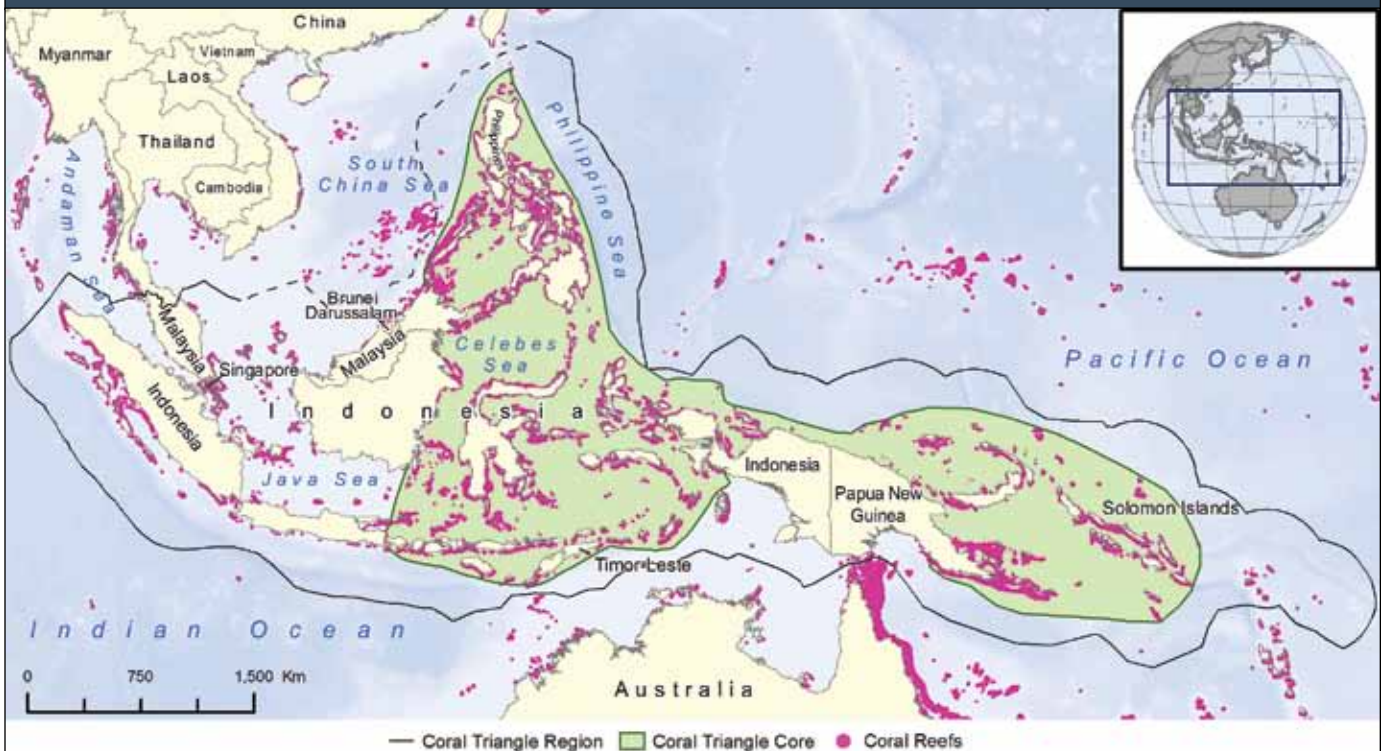 China
Myanmar
Vietnam
Laos
Thailand
Cambodia
Andaman Sea
South
China Sea
Philippines
Philippine Sea
Brunei
Darussalam
Malaysia
Malaysia
Singapore
Celebes
Sea
Pacific Ocean
Indonesia
Indonesia
Java Sea
Indonesia
Papua New
Guinea
Solomon Islands
Timor-Leste
Indian Ocean
Australia
0 750 1,500 Km
Coral Triangle Region Coral Triangle Core Coral Reefs